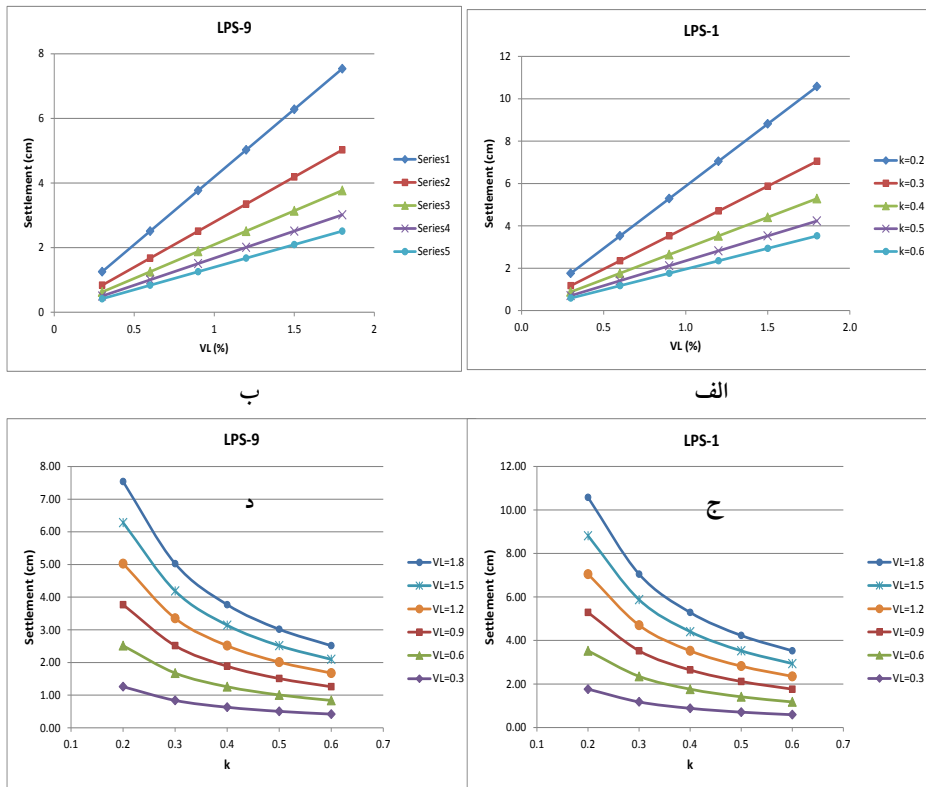 LPS-9
8
6
4
2
0
0
0.5
1
1.5
2
Settlement (cm)
VL (%)
Series1
Series2
Series3
Series4
Series5
LPS-1
12
10
8
6
4
2
0
0.0
0.5
1.0
1.5
2.0
Settlement (cm)
VL (%)
k=0.2
k=0.3
k=0.4
k=0.5
k=0.6
ب
الف
LPS-9
8.00
7.00
6.00
5.00
4.00
3.00
2.00
1.00
0.00
0.1
0.2
0.3
0.4
0.5
0.6
0.7
Settlement (cm)
k
د
VL=1.8
VL=1.5
VL=1.2
VL=0.9
VL=0.6
VL=0.3
LPS-1
12.00
10.00
8.00
6.00
4.00
2.00
0.00
0.1
0.2
0.3
0.4
0.5
0.6
0.7
Settlement (cm)
k
ج
VL=1.8
VL=1.5
VL=1.2
VL=0.9
VL=0.6
VL=0.3